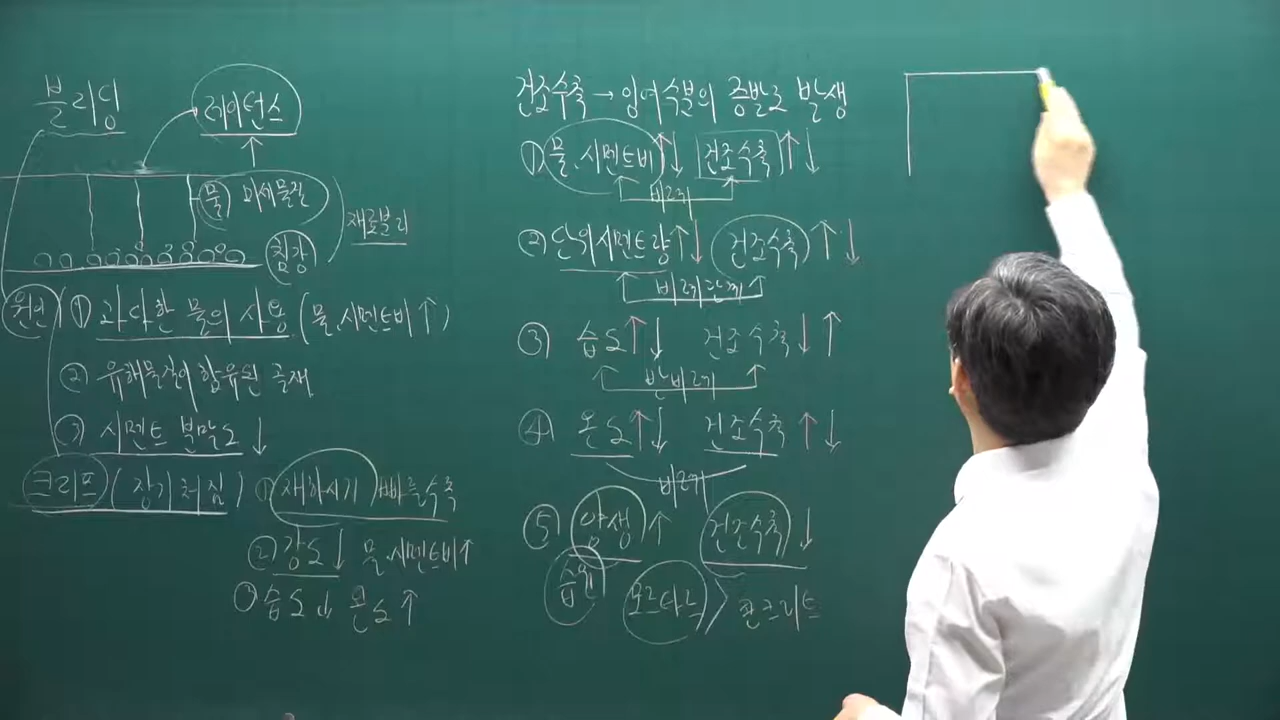 블리딩
레이턴스
물 미세물질
침강
재료분리
원인 ① 과다한 물의 사용 (물.시멘트비 ↑)
② 유해물질이 함유된 골재
③ 시멘트 분말도 ↓
크리프 (장기처짐) ① 재하시기 빠를수록
② 강도 ↓ 물.시멘트비 ↑
③ 습도 ↓ 온도 ↑
건조수축 → 잉여수분의 증발로 발생
① 물.시멘트비 ↑ ↓ 건조수축 ↑ ↓
비례
② 단위시멘트량 ↑ ↓ 건조수축 ↑ ↓
비례관계
③ 습도 ↑ ↓ 건조수축 ↓ ↑
반비례
④ 온도 ↑ ↓ 건조수축 ↑ ↓
비례
⑤ 양생 ↑ 건조수축 ↓
습윤
모르타르 > 콘크리트